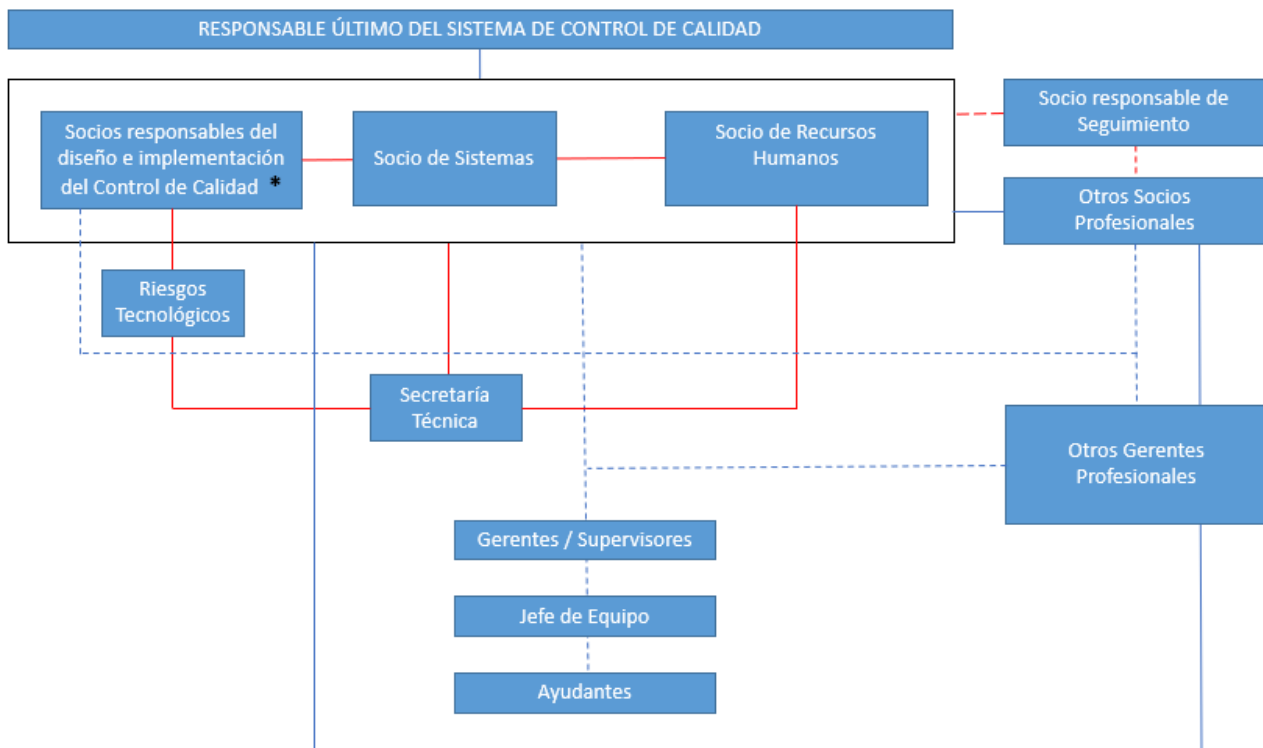 RESPONSABLE ÚLTIMO DEL SISTEMA DE CONTROL DE CALIDAD
Socios responsables del
diseño e implementación
del Control de Calidad *
Socio de Sistemas
Socio de Recursos
Humanos
Socio responsable de
Seguimiento
Otros Socios
Profesionales
Riesgos
Tecnológicos
Secretaría
Técnica
Otros Gerentes
Profesionales
Gerentes / Supervisores
Jefe de Equipo
Ayudantes